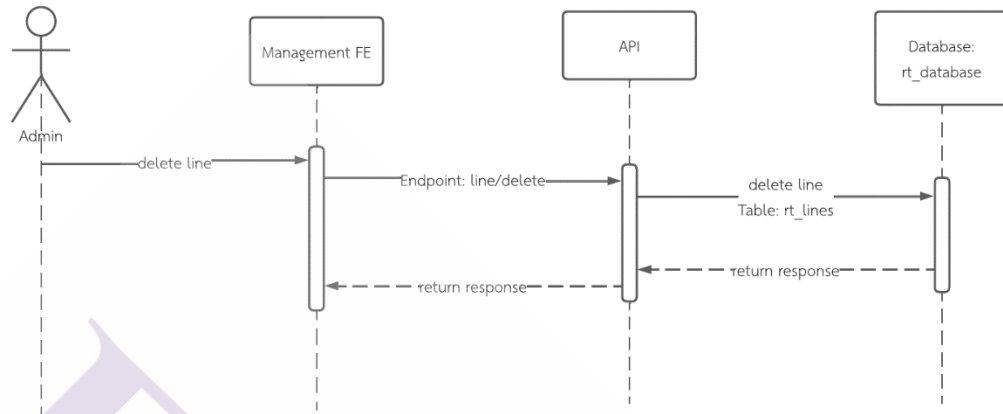 Management FE
API
Database:
rt_database
Admin
delete line
Endpoint: line/delete
delete line
Table: rt_lines
return response
return response